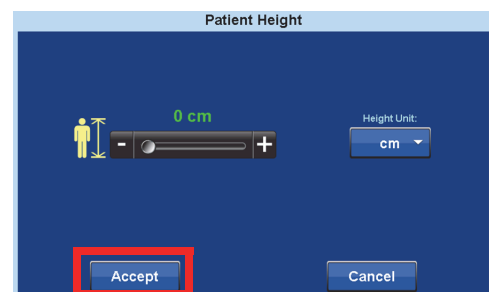 Patient Height
0 cm
Height Unit:
- +
cm
Accept Cancel